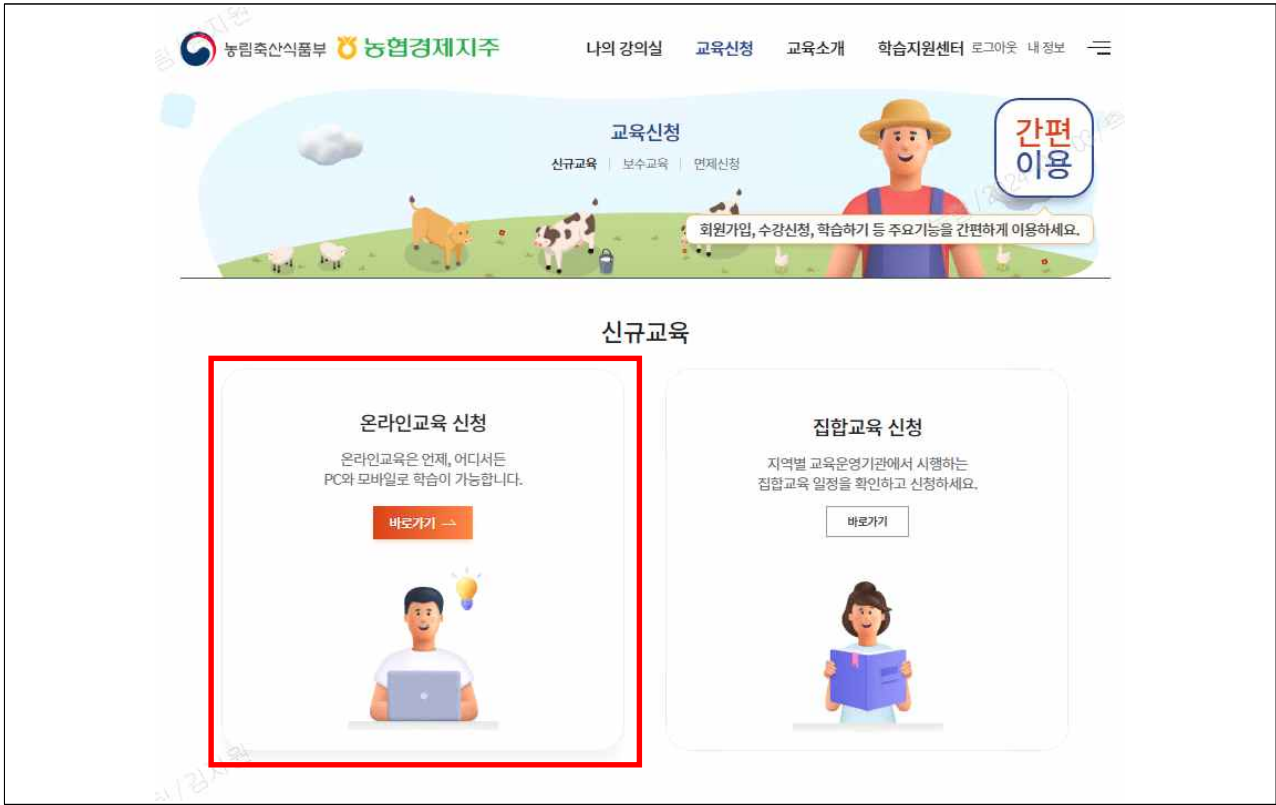 농림축산식품부 농협경제지주 나의 강의실 교육신청 교육소개 학습지원센터 로그아웃 내 정보
교육신청
신규교육 보수교육 면제신청
간편
이용
회원가입, 수강신청, 학습하기 등 주요기능을 간편하게 이용하세요.
신규교육
온라인교육 신청
온라인교육은 언제, 어디서든
PC와 모바일로 학습이 가능합니다.
바로가기 →
집합교육 신청
지역별 교육운영기관에서 시행하는
집합교육 일정을 확인하고 신청하세요.
바로가기